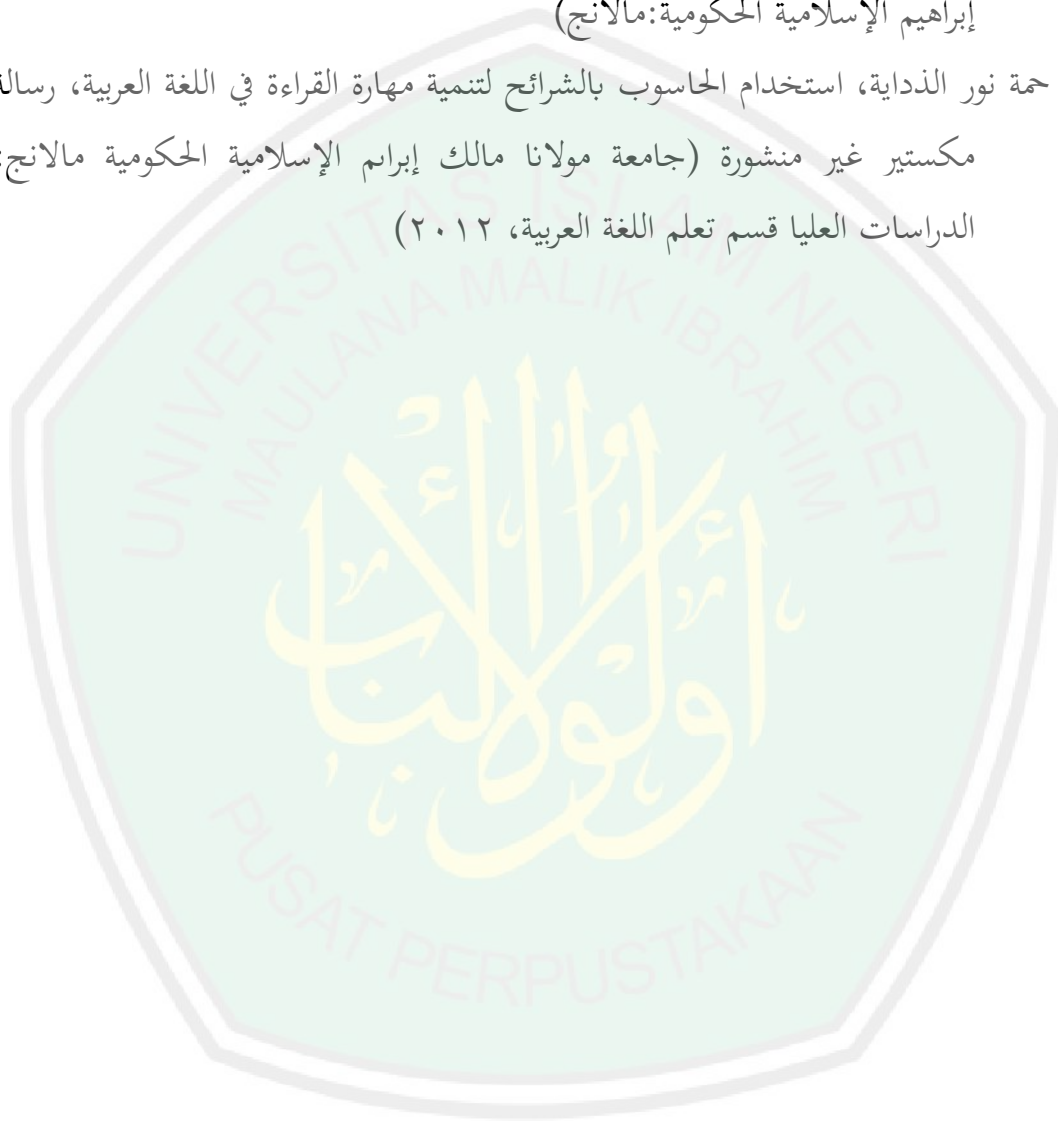 إبراهيم الإسلامية الحكومية:مالانج)
حمة نور الذداية، استخدام الحاسوب بالشرائح لتنمية مهارة القراءة في اللغة العربية، رسالة
مكستير غير منشورة (جامعة مولانا مالك إبرانم الإسلامية الحكومية مالانج:
الدراسات العليا قسم تعلم اللغة العربية، ٢٠١٢)
UNIVERSITAS ISLAM NEGERI
MAULANA MALIK IBRAHIM
أولو الألباب
PUSAT PERPUSTAKAAN